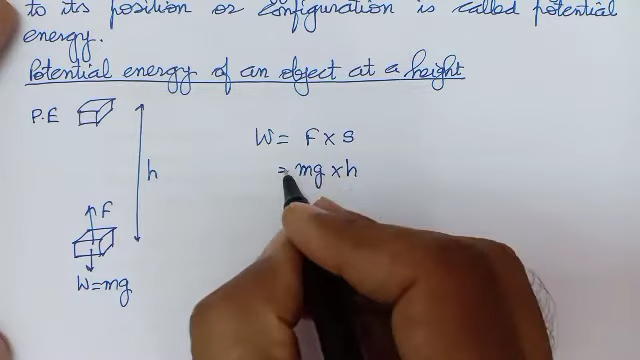 to its position or configuration is called potential
energy.
Potential energy of an object at a height
P.E
W = F x s
h
= mg x h
F
W=mg